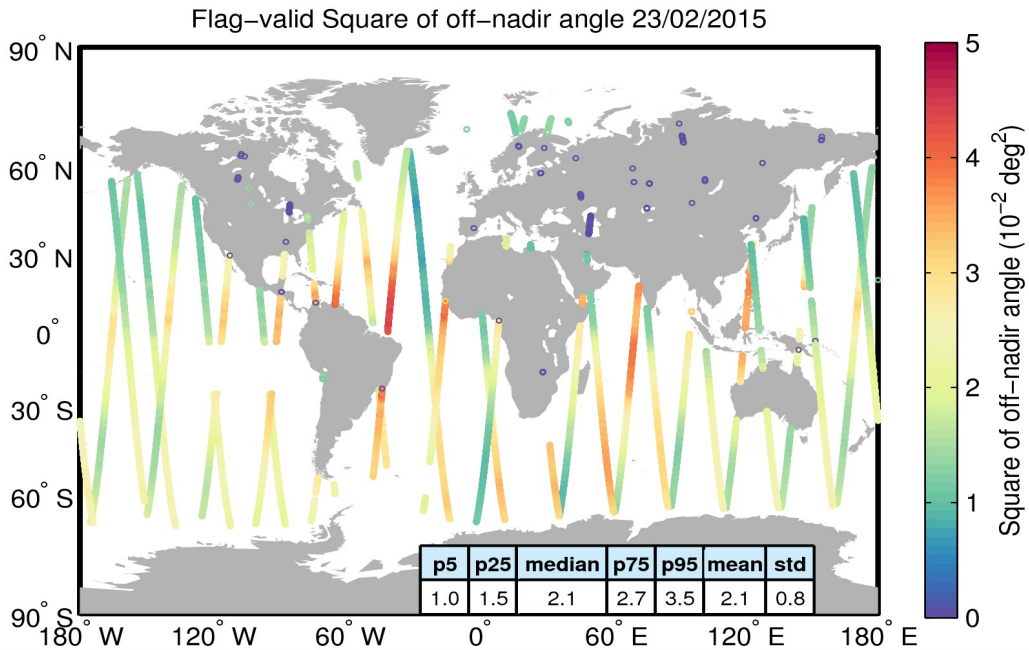 Flag−valid Square of off−nadir angle 23/02/2015
90° N
60° N
30° N
0°
30° S
60° S
90° S
180° W
120° W
60° W
0°
60° E
120° E
180° E
p5 p25 median p75 p95 mean std
1.0 1.5 2.1 2.7 3.5 2.1 0.8
5
4
3
2
1
0
Square of off−nadir angle (10⁻² deg²)